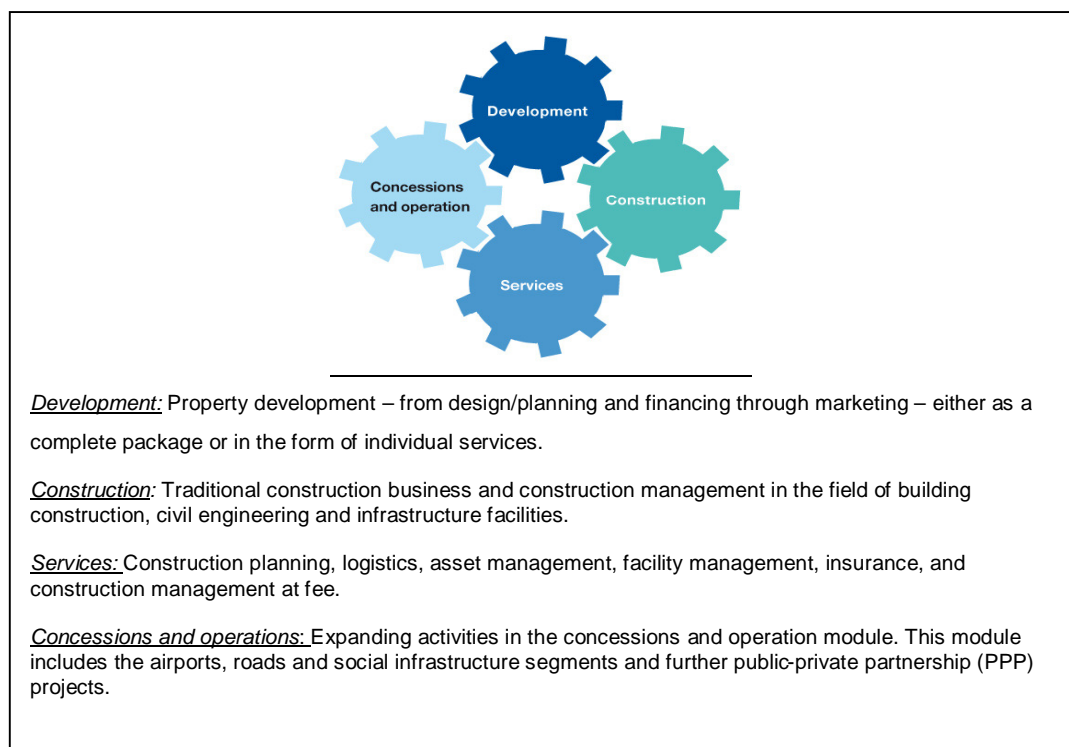 Development
Concessions
and operation
Construction
Services
Development: Property development – from design/planning and financing through marketing – either as a
complete package or in the form of individual services.
Construction: Traditional construction business and construction management in the field of building
construction, civil engineering and infrastructure facilities.
Services: Construction planning, logistics, asset management, facility management, insurance, and
construction management at fee.
Concessions and operations: Expanding activities in the concessions and operation module. This module
includes the airports, roads and social infrastructure segments and further public-private partnership (PPP)
projects.